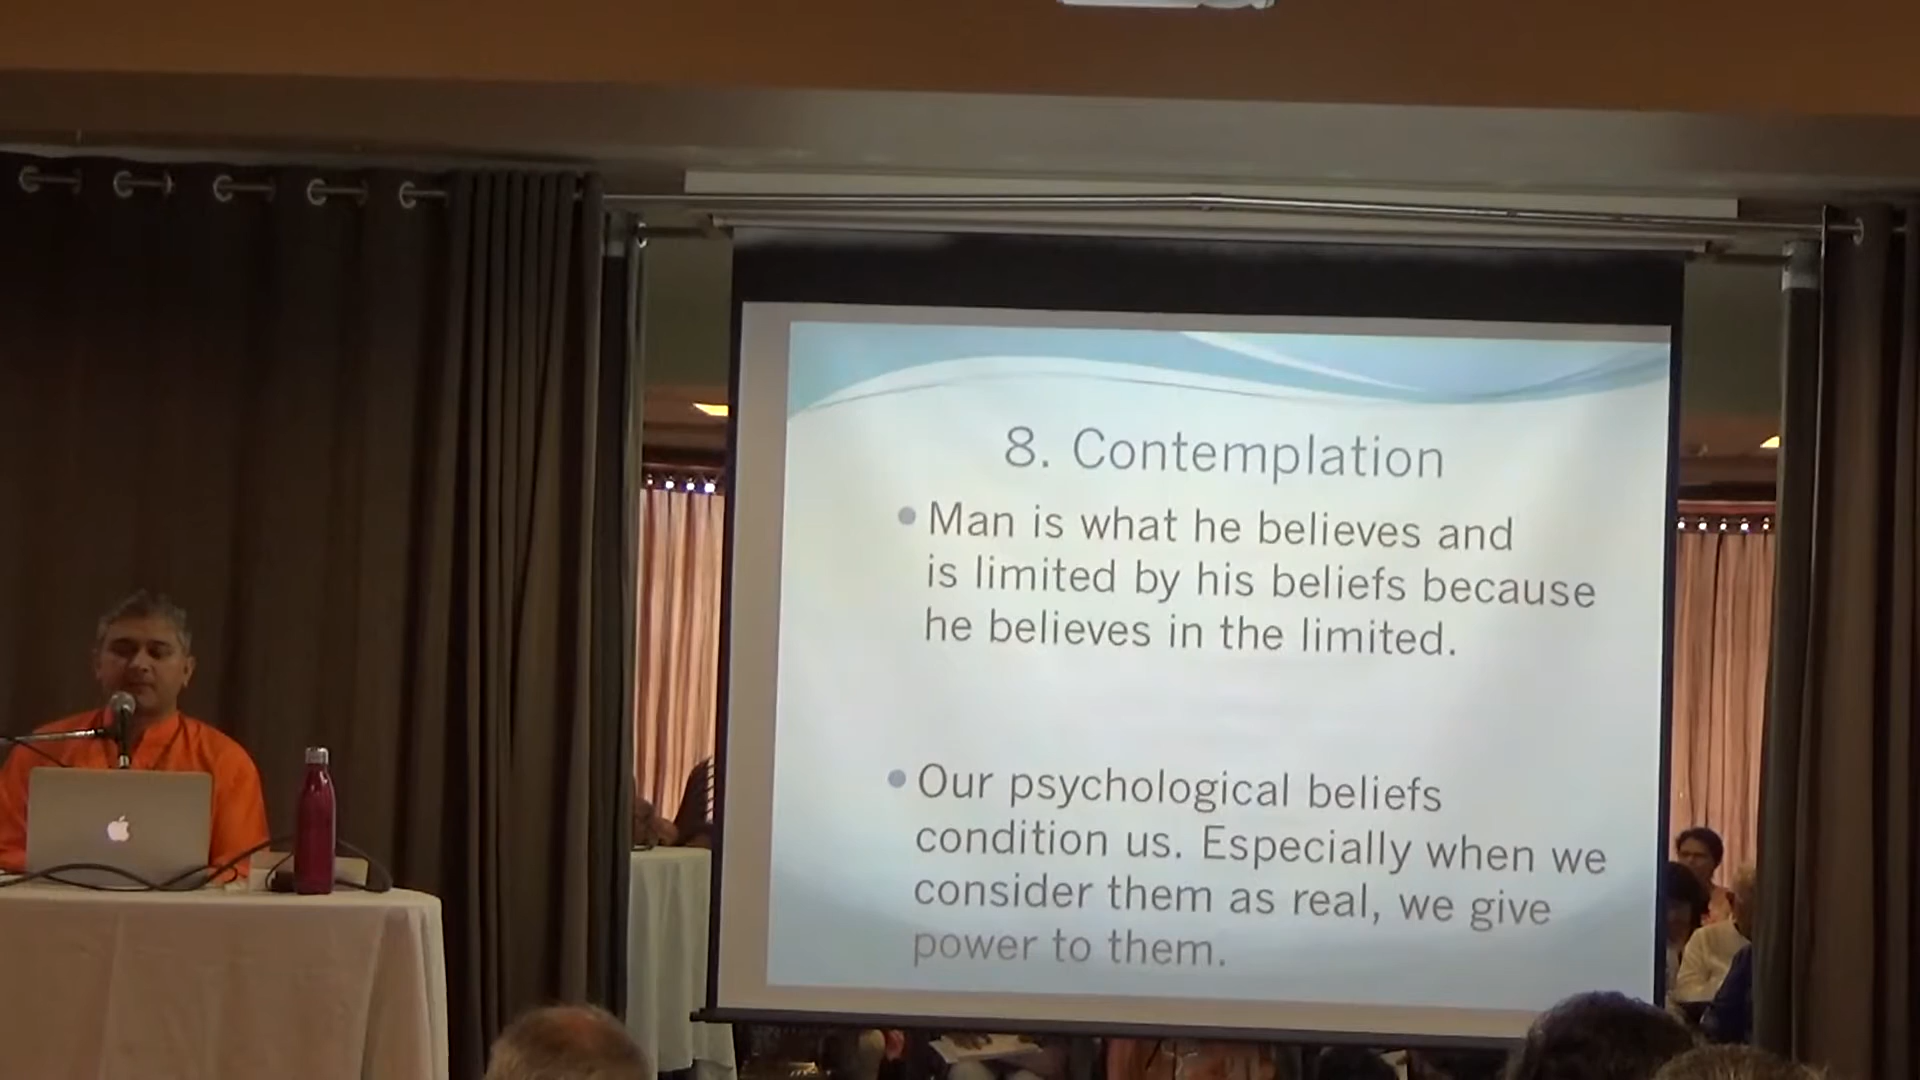 8. Contemplation
• Man is what he believes and
is limited by his beliefs because
he believes in the limited.
• Our psychological beliefs
condition us. Especially when we
consider them as real, we give
power to them.